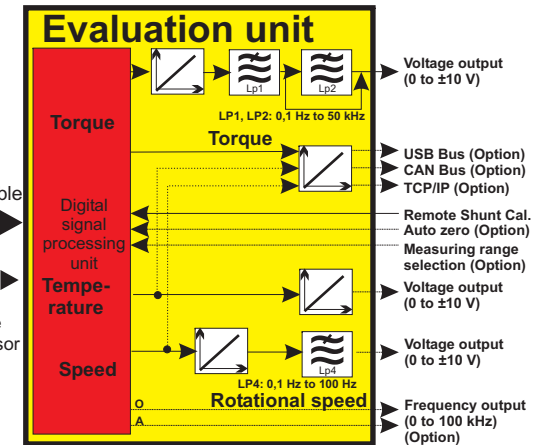 Evaluation unit
Voltage output
(0 to ±10 V)
Lp1
Lp2
LP1, LP2: 0,1 Hz to 50 kHz
Torque
Torque
USB Bus (Option)
CAN Bus (Option)
TCP/IP (Option)
ble
Digital
signal
processing
unit
Remote Shunt Cal.
Auto zero (Option)
Measuring range
selection (Option)
Tempe-
rature
Voltage output
(0 to ±10 V)
e
sor
Speed
Voltage output
(0 to ±10 V)
Lp4
LP4: 0,1 Hz to 100 Hz
Rotational speed
O
A
Frequency output
(0 to 100 kHz)
(Option)